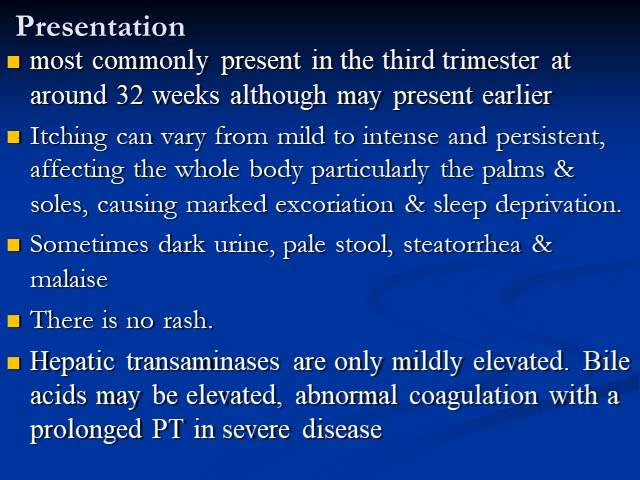 Presentation
most commonly present in the third trimester at
around 32 weeks although may present earlier
Itching can vary from mild to intense and persistent,
affecting the whole body particularly the palms &
soles, causing marked excoriation & sleep deprivation.
Sometimes dark urine, pale stool, steatorrhea &
malaise
There is no rash.
Hepatic transaminases are only mildly elevated. Bile
acids may be elevated, abnormal coagulation with a
prolonged PT in severe disease